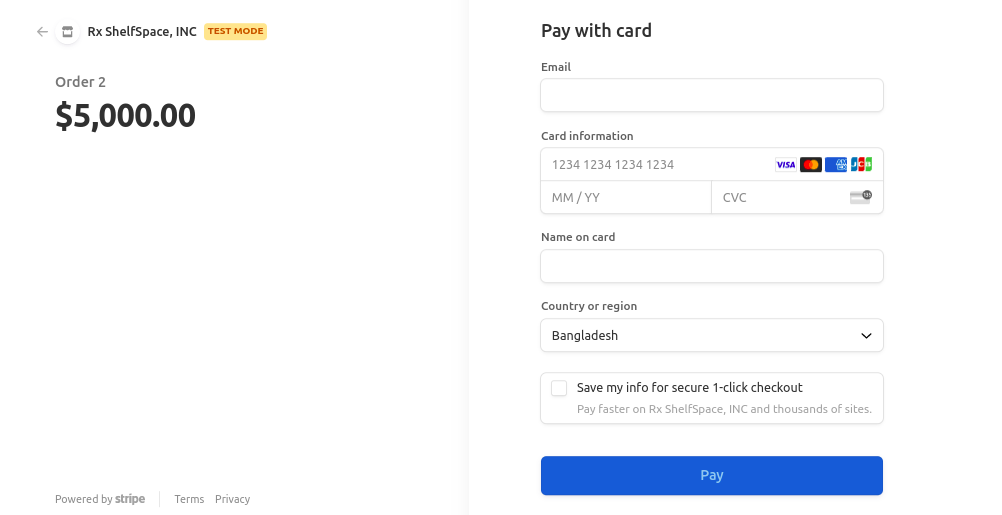 Rx ShelfSpace, INC TEST MODE
Order 2
$5,000.00
Powered by stripe Terms Privacy
Pay with card
Email
Card information
1234 1234 1234 1234 VISA
MM / YY CVC
Name on card
Country or region
Bangladesh
Save my info for secure 1-click checkout
Pay faster on Rx ShelfSpace, INC and thousands of sites.
Pay